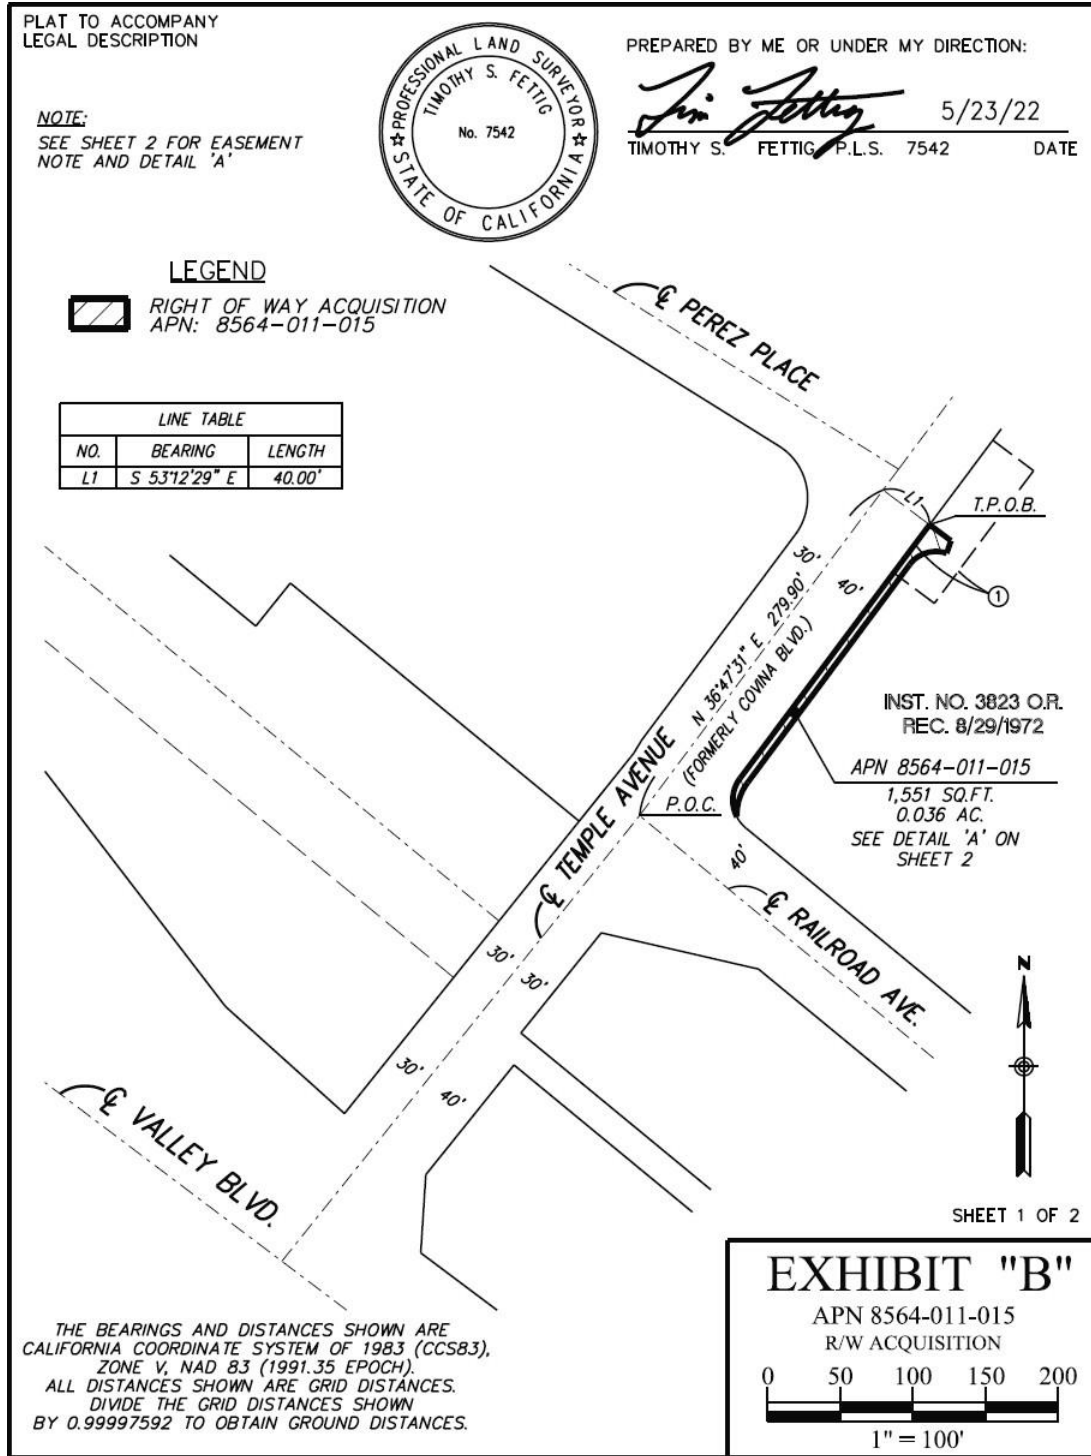 PLAT TO ACCOMPANY
LEGAL DESCRIPTION
NOTE:
SEE SHEET 2 FOR EASEMENT
NOTE AND DETAIL 'A'
PROFESSIONAL LAND SURVEYOR
TIMOTHY S. FETTIG
No. 7542
STATE OF CALIFORNIA
PREPARED BY ME OR UNDER MY DIRECTION:
Tim Fettig 5/23/22
TIMOTHY S. FETTIG P.L.S. 7542 DATE
LEGEND
RIGHT OF WAY ACQUISITION
APN: 8564-011-015
LINE TABLE
NO. BEARING LENGTH
L1 S 53°12'29" E 40.00'
℄ PEREZ PLACE
L1
T.P.O.B.
30'
40'
1
N 36°47'31" E 279.90'
(FORMERLY COVINA BLVD.)
INST. NO. 3823 O.R.
REC. 8/29/1972
APN 8564-011-015
1,551 SQ.FT.
0.036 AC.
SEE DETAIL 'A' ON
SHEET 2
P.O.C.
℄ TEMPLE AVENUE
40'
℄ RAILROAD AVE.
30'
30'
30'
40'
℄ VALLEY BLVD.
N
SHEET 1 OF 2
THE BEARINGS AND DISTANCES SHOWN ARE
CALIFORNIA COORDINATE SYSTEM OF 1983 (CCS83),
ZONE V, NAD 83 (1991.35 EPOCH).
ALL DISTANCES SHOWN ARE GRID DISTANCES.
DIVIDE THE GRID DISTANCES SHOWN
BY 0.99997592 TO OBTAIN GROUND DISTANCES.
EXHIBIT "B"
APN 8564-011-015
R/W ACQUISITION
0 50 100 150 200
1" = 100'